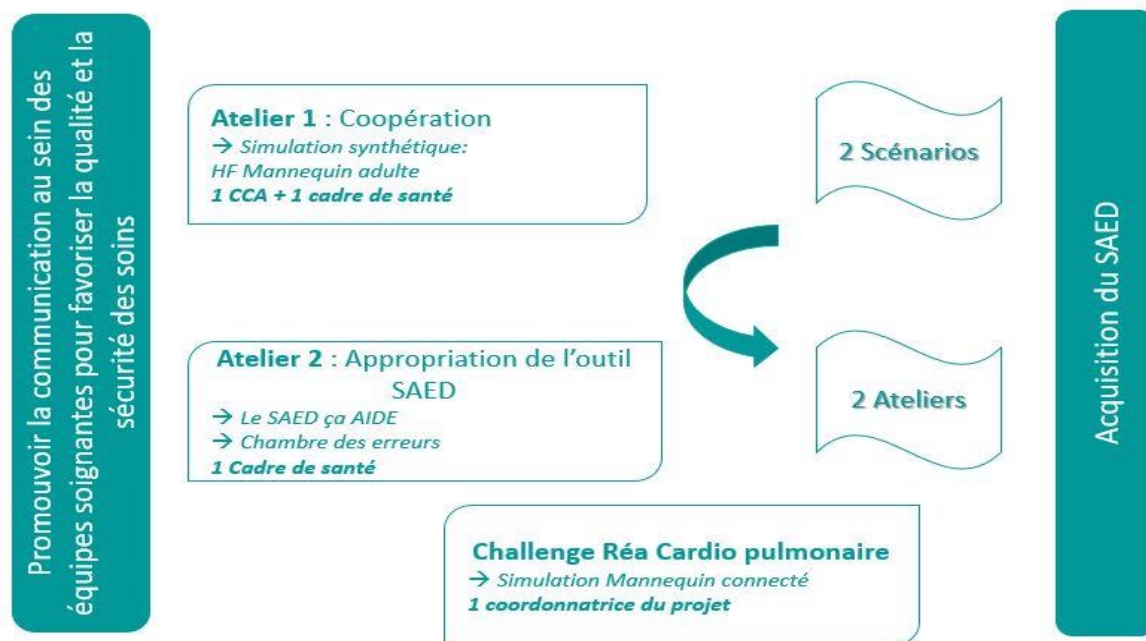 Promouvoir la communication au sein des
équipes soignantes pour favoriser la qualité et la
sécurité des soins
Atelier 1 : Coopération
→ Simulation synthétique:
HF Mannequin adulte
1 CCA + 1 cadre de santé
2 Scénarios
Atelier 2 : Appropriation de l'outil
SAED
→ Le SAED ça AIDE
→ Chambre des erreurs
1 Cadre de santé
2 Ateliers
Challenge Réa Cardio pulmonaire
→ Simulation Mannequin connecté
1 coordonnatrice du projet
Acquisition du SAED